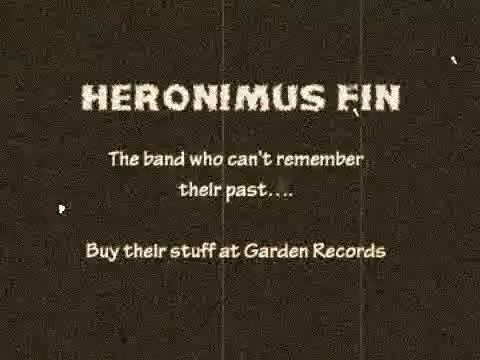 HERONIMUS FIN
The band who can't remember
their past....
Buy their stuff at Garden Records